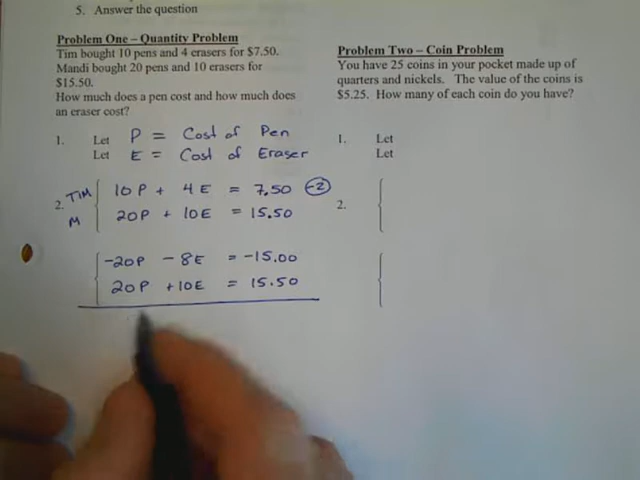 5. Answer the question
Problem One – Quantity Problem
Tim bought 10 pens and 4 erasers for $7.50.
Mandi bought 20 pens and 10 erasers for
$15.50.
How much does a pen cost and how much does
an eraser cost?
1. Let P = Cost of Pen
Let E = Cost of Eraser
2. TIM 10P + 4E = 7.50 -2
M 20P + 10E = 15.50
-20P - 8E = -15.00
20P + 10E = 15.50
Problem Two – Coin Problem
You have 25 coins in your pocket made up of
quarters and nickels. The value of the coins is
$5.25. How many of each coin do you have?
1. Let
Let
2.